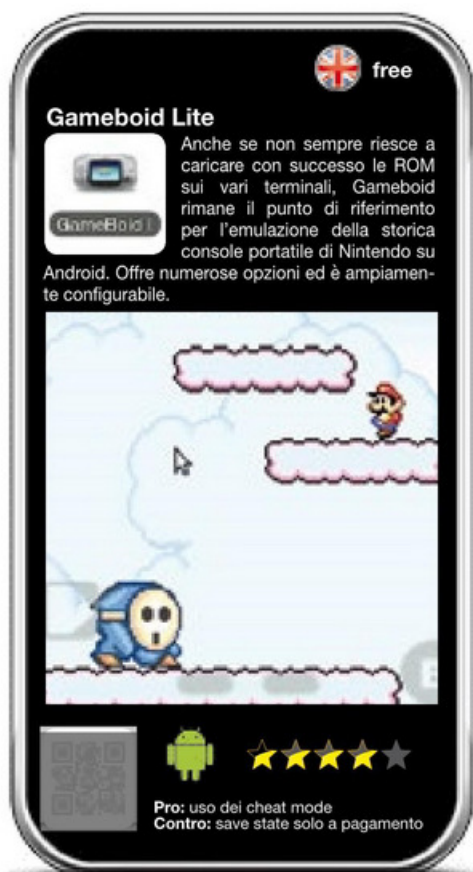 free
Gameboid Lite
Anche se non sempre riesce a
caricare con successo le ROM
sui vari terminali, Gameboid
rimane il punto di riferimento
per l'emulazione della storica
console portatile di Nintendo su
Android. Offre numerose opzioni ed è ampiamen-
te configurabile.
GameBoid l
B
Pro: uso dei cheat mode
Contro: save state solo a pagamento